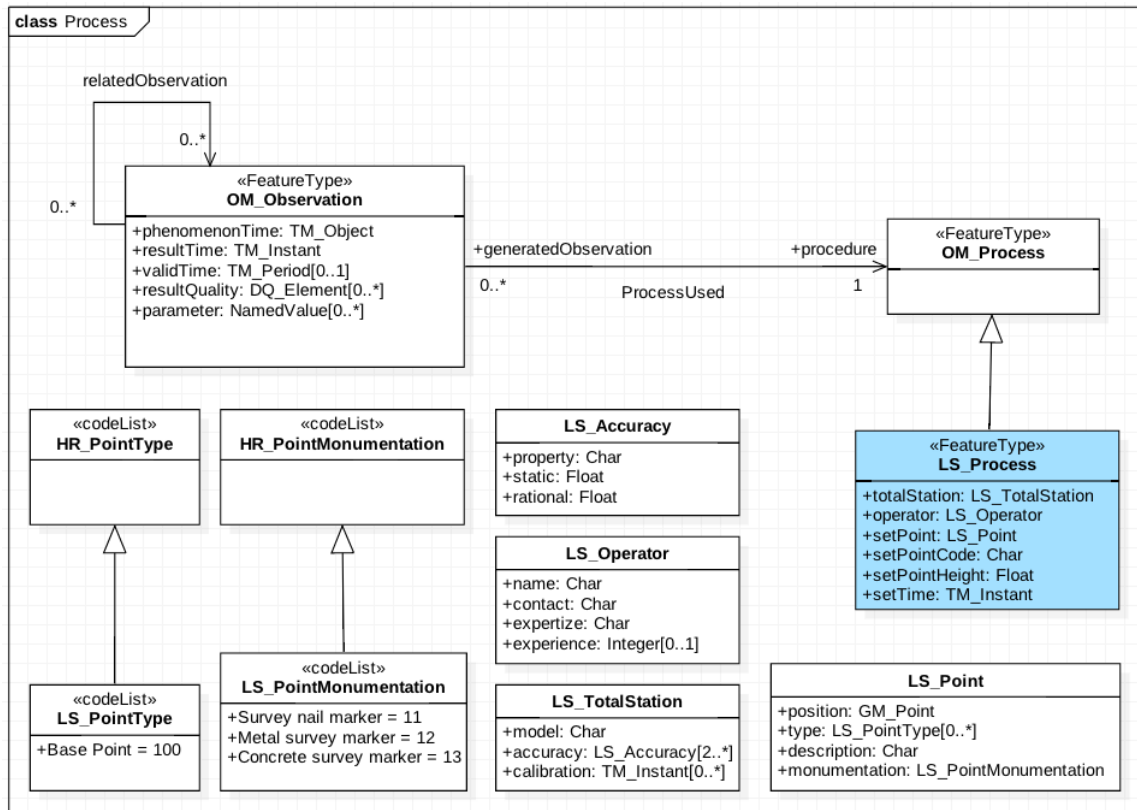 class Process
relatedObservation
0..*
0..*
«FeatureType»
OM_Observation
+phenomenonTime: TM_Object
+resultTime: TM_Instant
+validTime: TM_Period[0..1]
+resultQuality: DQ_Element[0..*]
+parameter: NamedValue[0..*]
+generatedObservation
+procedure
0..*
ProcessUsed
1
«FeatureType»
OM_Process
«codeList»
HR_PointType
«codeList»
HR_PointMonumentation
LS_Accuracy
+property: Char
+static: Float
+rational: Float
«FeatureType»
LS_Process
+totalStation: LS_TotalStation
+operator: LS_Operator
+setPoint: LS_Point
+setPointCode: Char
+setPointHeight: Float
+setTime: TM_Instant
LS_Operator
+name: Char
+contact: Char
+expertize: Char
+experience: Integer[0..1]
«codeList»
LS_PointType
+Base Point = 100
«codeList»
LS_PointMonumentation
+Survey nail marker = 11
+Metal survey marker = 12
+Concrete survey marker = 13
LS_TotalStation
+model: Char
+accuracy: LS_Accuracy[2..*]
+calibration: TM_Instant[0..*]
LS_Point
+position: GM_Point
+type: LS_PointType[0..*]
+description: Char
+monumentation: LS_PointMonumentation